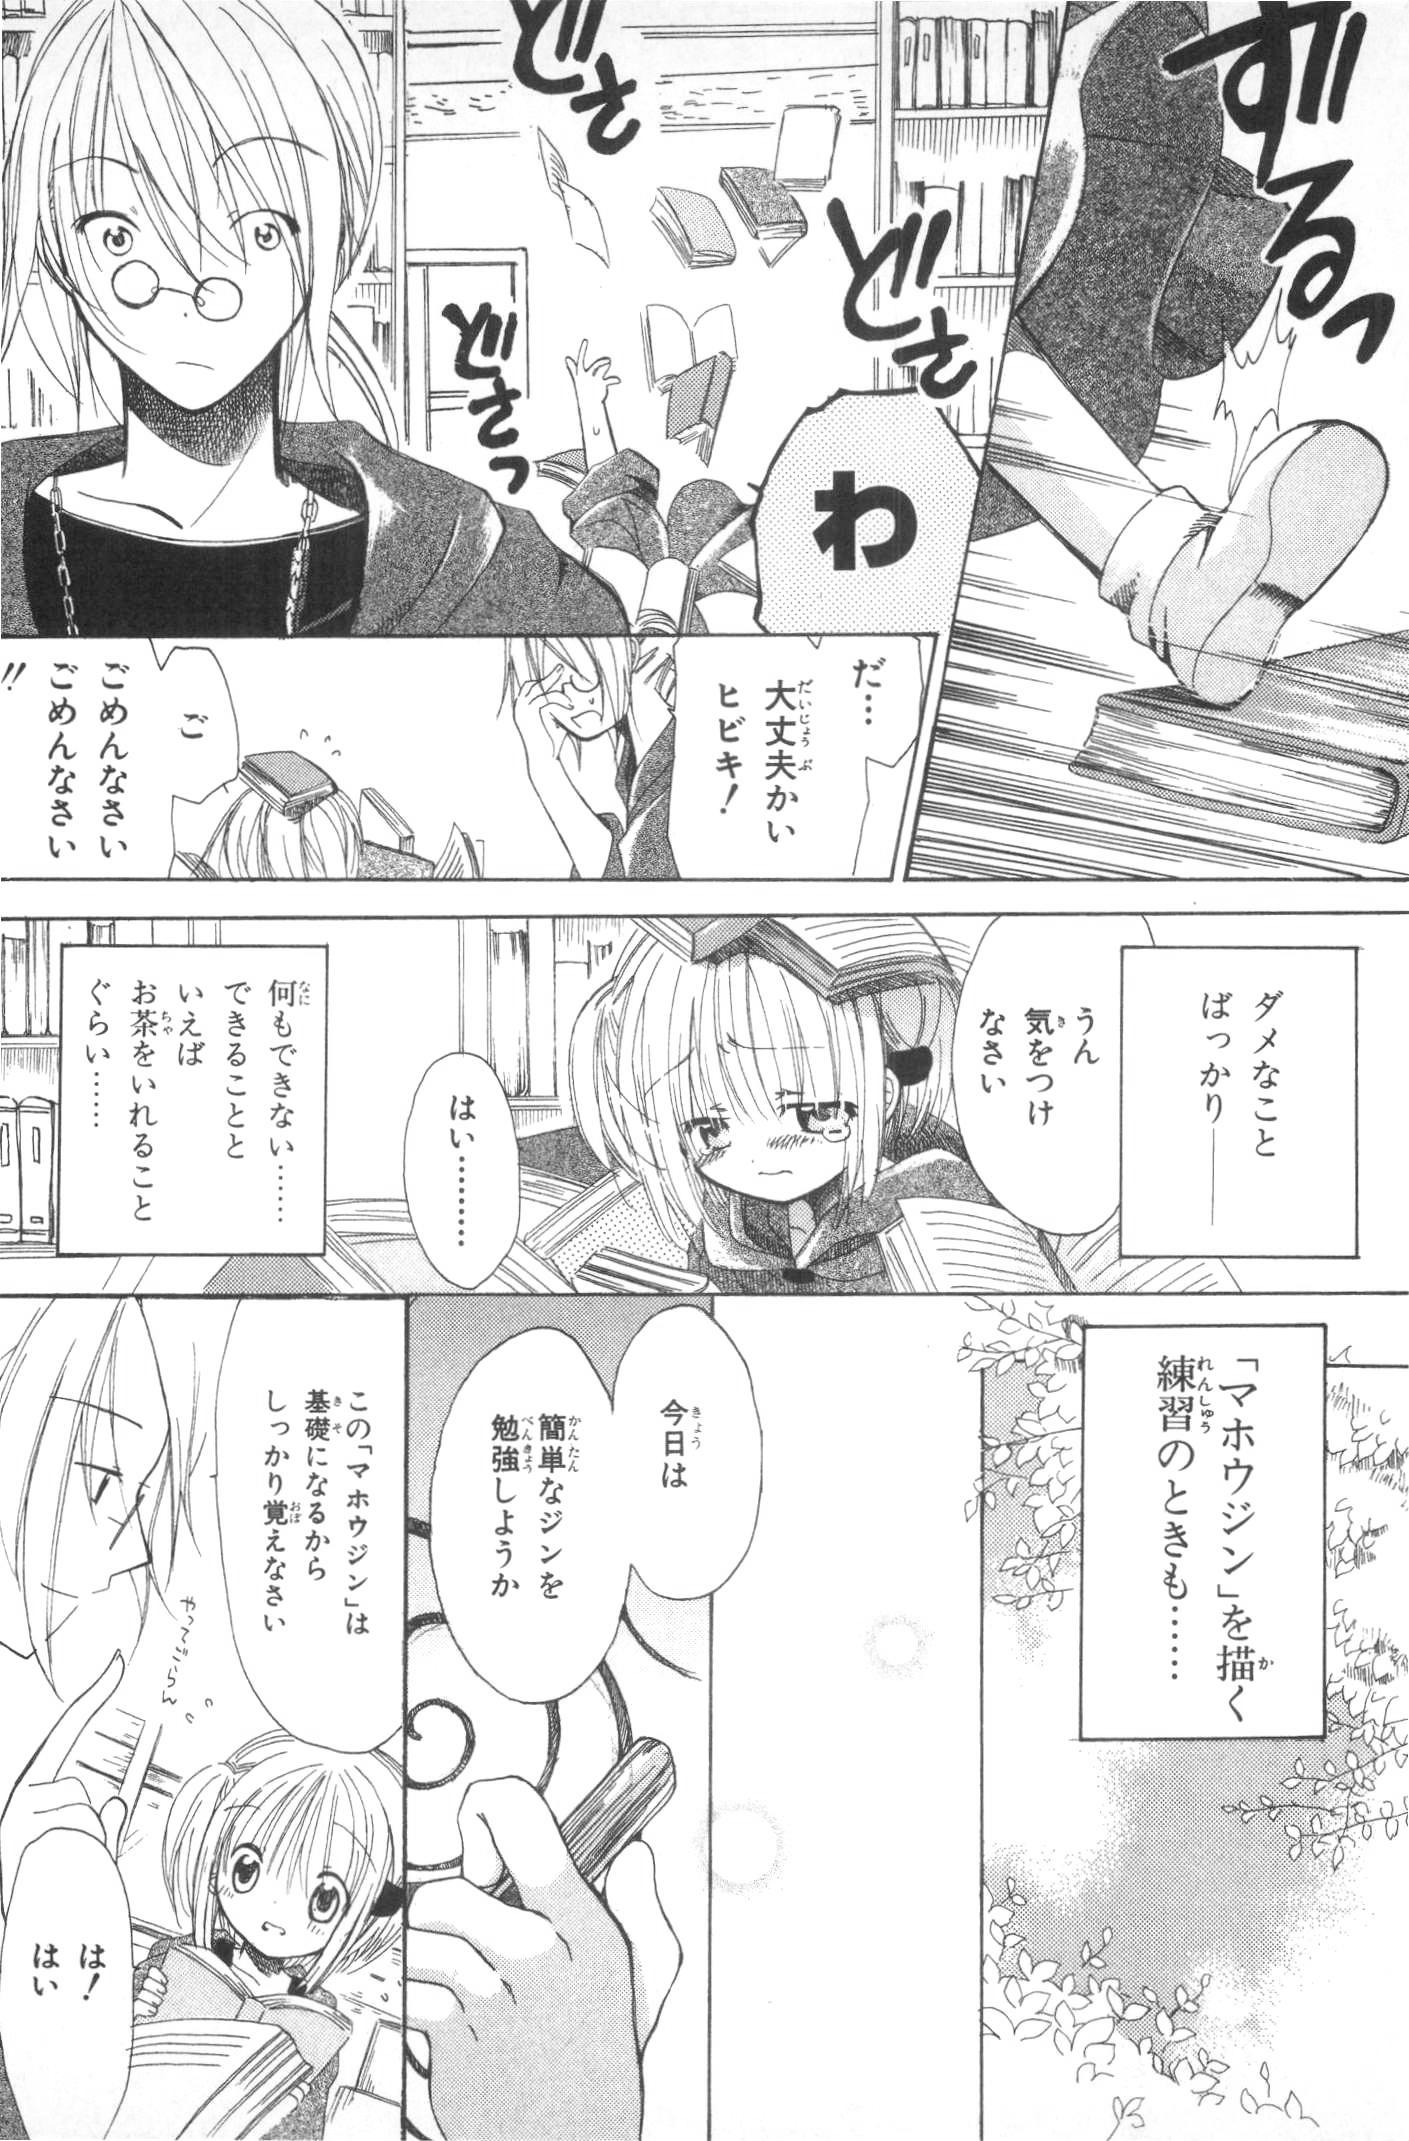 ずるっ
わ
どさ
どさ
どさっ
だ…
大丈夫かい
ヒビキ！
ご
ごめんなさい
ごめんなさい
！！
ダメなこと
ばっかり――
うん
気をつけ
なさい
はい…………
何もできない……
できることと
いえば
お茶をいれること
ぐらい……
「マホウジン」を描く
練習のときも……
今日は
簡単なジンを
勉強しようか
この「マホウジン」は
基礎になるから
しっかり覚えなさい
やってごらん
は！
はい